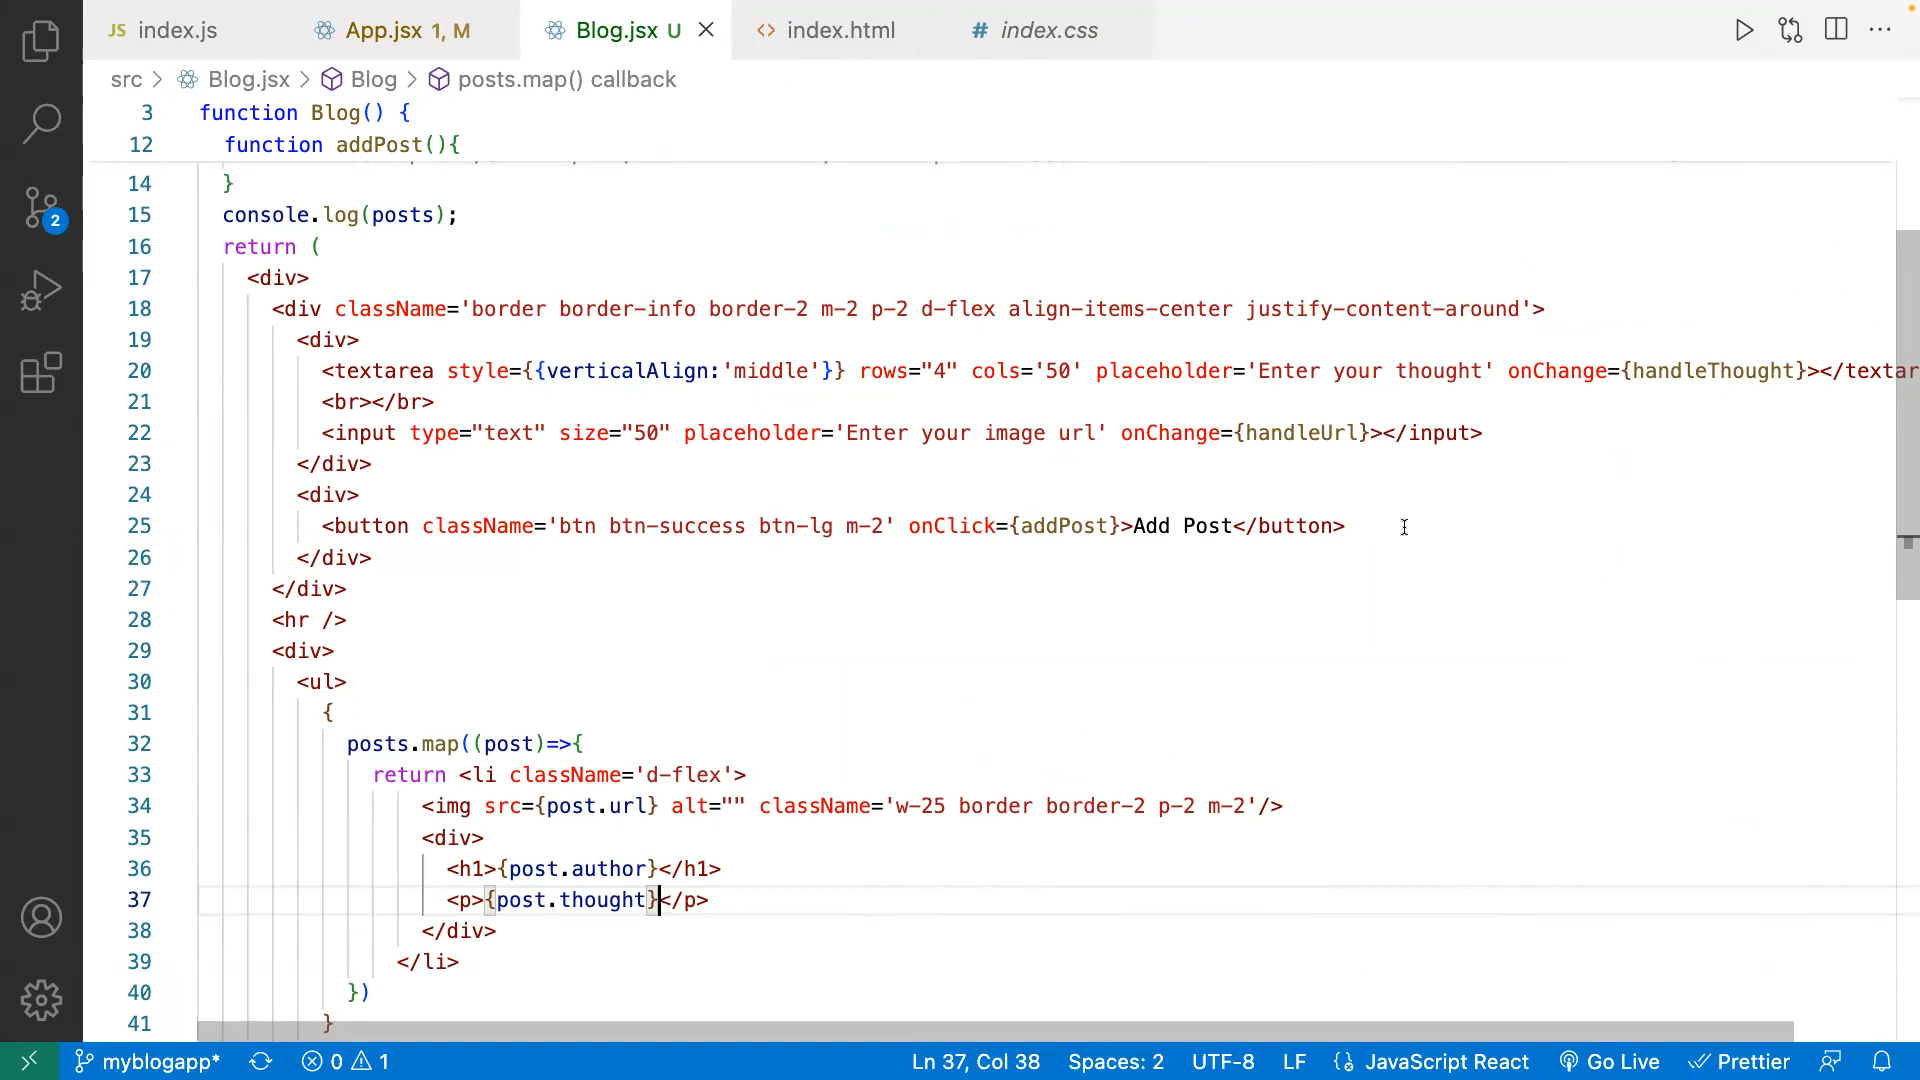 index.js App.jsx 1, M Blog.jsx U index.html index.css
src > Blog.jsx > Blog > posts.map() callback
3 function Blog() {
12 function addPost(){
14 }
15 console.log(posts);
16 return (
17 <div>
18 <div className='border border-info border-2 m-2 p-2 d-flex align-items-center justify-content-around'>
19 <div>
20 <textarea style={{verticalAlign:'middle'}} rows="4" cols='50' placeholder='Enter your thought' onChange={handleThought}></textar
21 <br></br>
22 <input type="text" size="50" placeholder='Enter your image url' onChange={handleUrl}></input>
23 </div>
24 <div>
25 <button className='btn btn-success btn-lg m-2' onClick={addPost}>Add Post</button>
26 </div>
27 </div>
28 <hr />
29 <div>
30 <ul>
31 {
32 posts.map((post)=>{
33 return <li className='d-flex'>
34 <img src={post.url} alt="" className='w-25 border border-2 p-2 m-2'/>
35 <div>
36 <h1>{post.author}</h1>
37 <p>{post.thought}</p>
38 </div>
39 </li>
40 })
41 }
2
myblogapp* 0 1 Ln 37, Col 38 Spaces: 2 UTF-8 LF JavaScript React Go Live Prettier